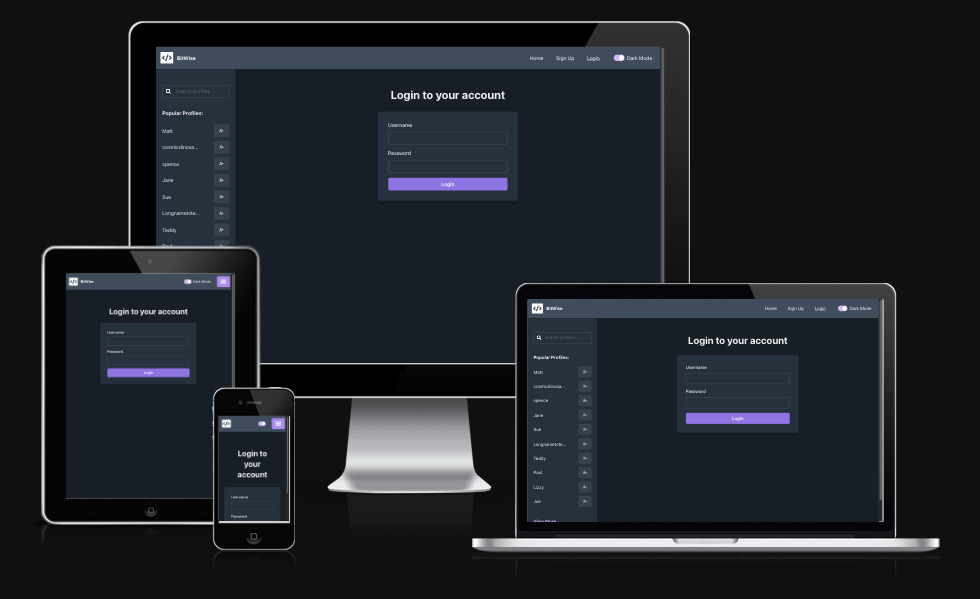 </> BitWise
Home Sign Up Login Dark Mode
Search profiles...
Popular Profiles:
Matt
cosmicdinosa...
spence
Jane
Sue
Longnametote...
Teddy
Paul
Login to your account
Username
Password
Login
</> BitWise
Dark Mode
Login to your account
Username
Password
Login
</>
Login to
your
account
Username
Password
</> BitWise
Home Sign Up Login Dark Mode
Search profiles...
Popular Profiles:
Matt
cosmicdinosa...
spence
Jane
Sue
Longnametote...
Teddy
Paul
Lizzy
Joe
View More
Login to your account
Username
Password
Login